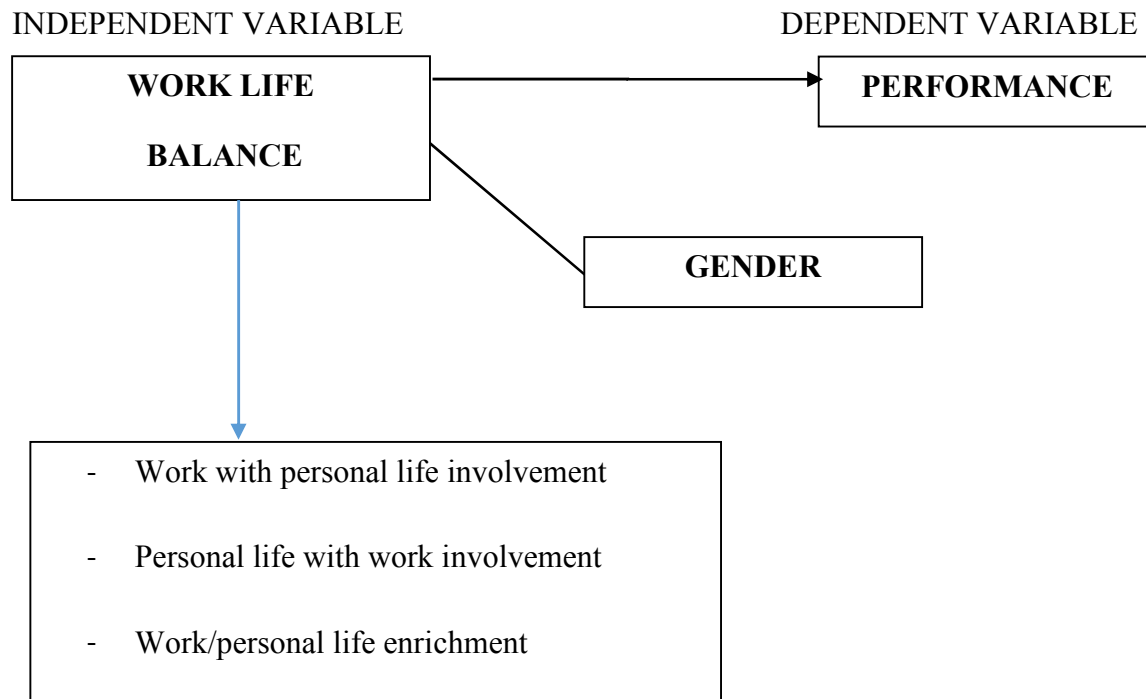 INDEPENDENT VARIABLE
DEPENDENT VARIABLE
WORK LIFE
BALANCE
PERFORMANCE
GENDER
- Work with personal life involvement
- Personal life with work involvement
- Work/personal life enrichment